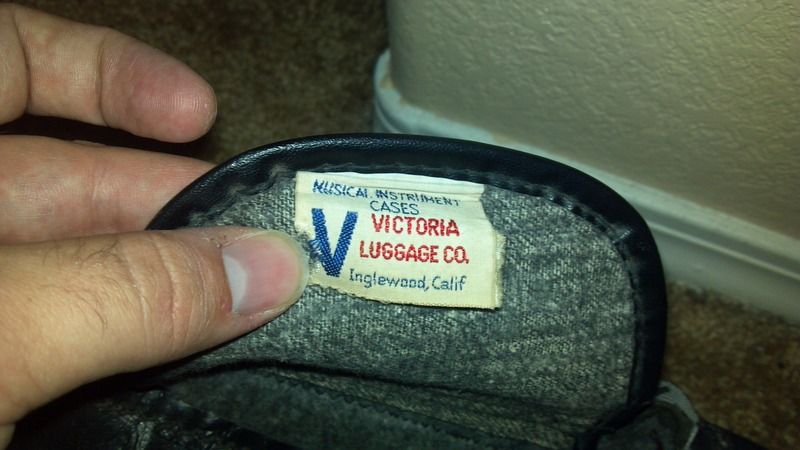 MUSICAL INSTRUMENT
CASES
V VICTORIA
LUGGAGE CO.
Inglewood, Calif